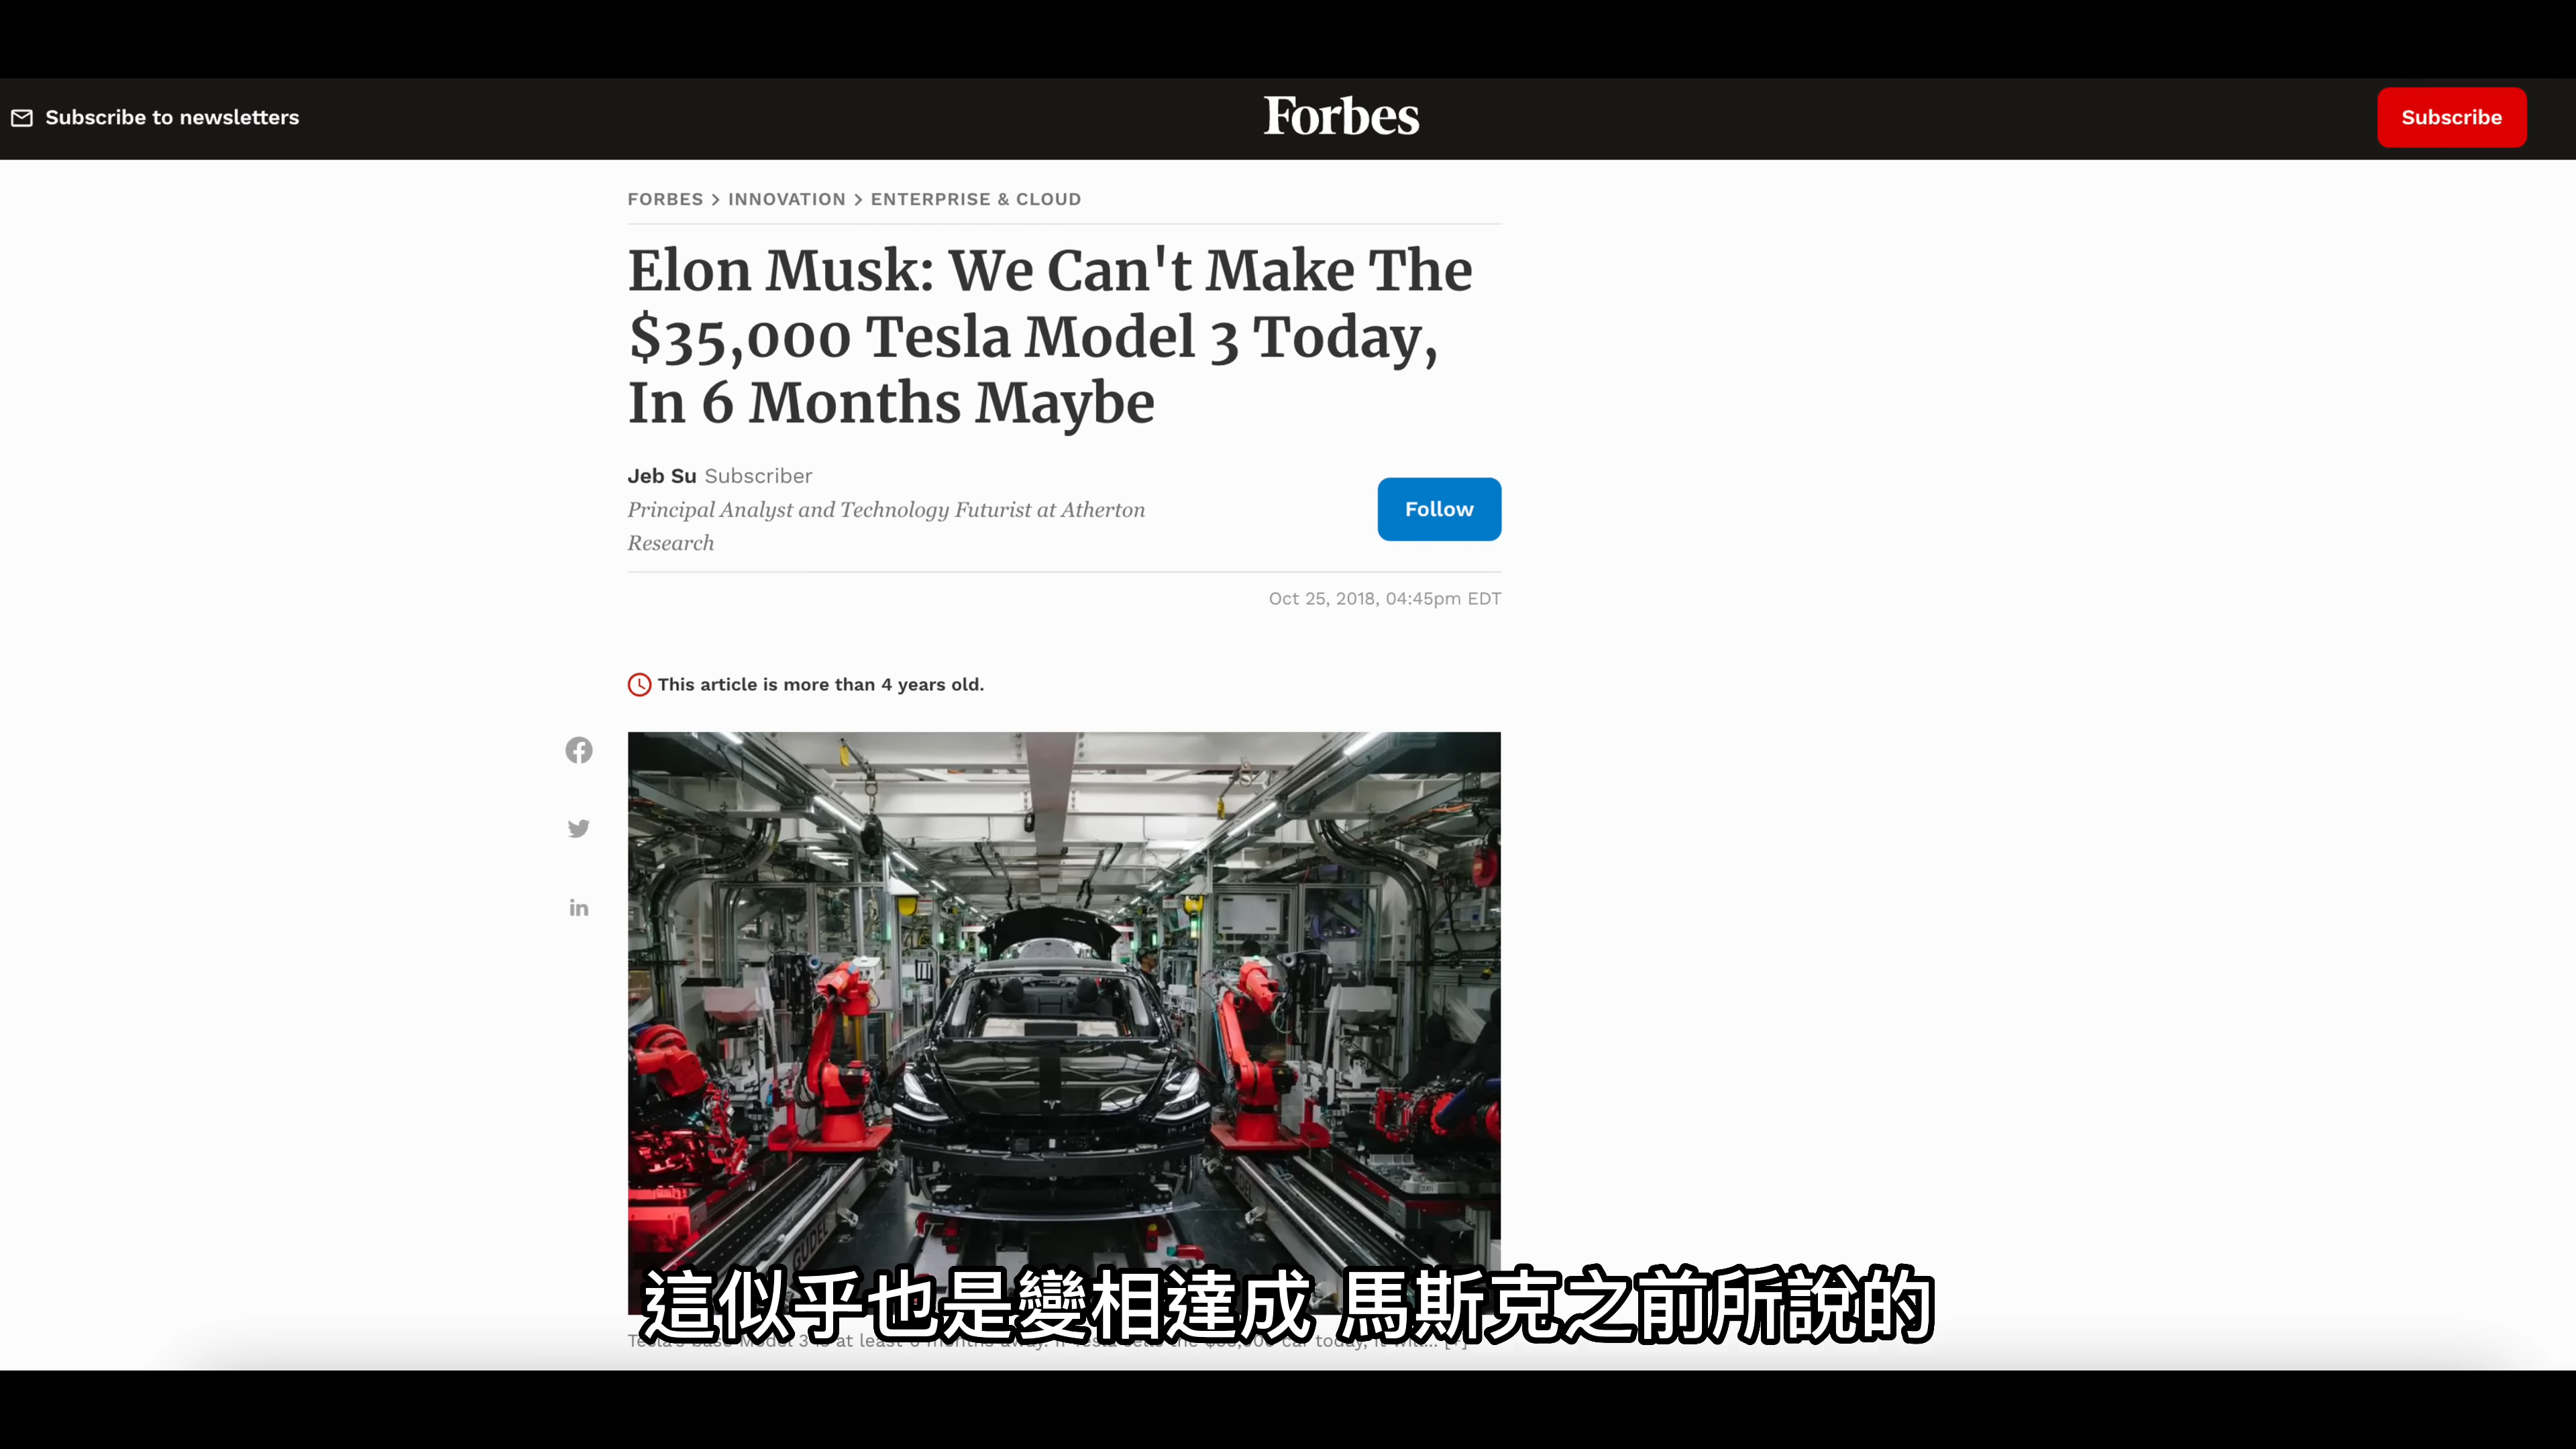 Subscribe to newsletters
Forbes
Subscribe
FORBES > INNOVATION > ENTERPRISE & CLOUD
Elon Musk: We Can't Make The
$35,000 Tesla Model 3 Today,
In 6 Months Maybe
Jeb Su Subscriber
Principal Analyst and Technology Futurist at Atherton
Research
Follow
Oct 25, 2018, 04:45pm EDT
This article is more than 4 years old.
GUDEL
這似乎也是變相達成 馬斯克之前所說的